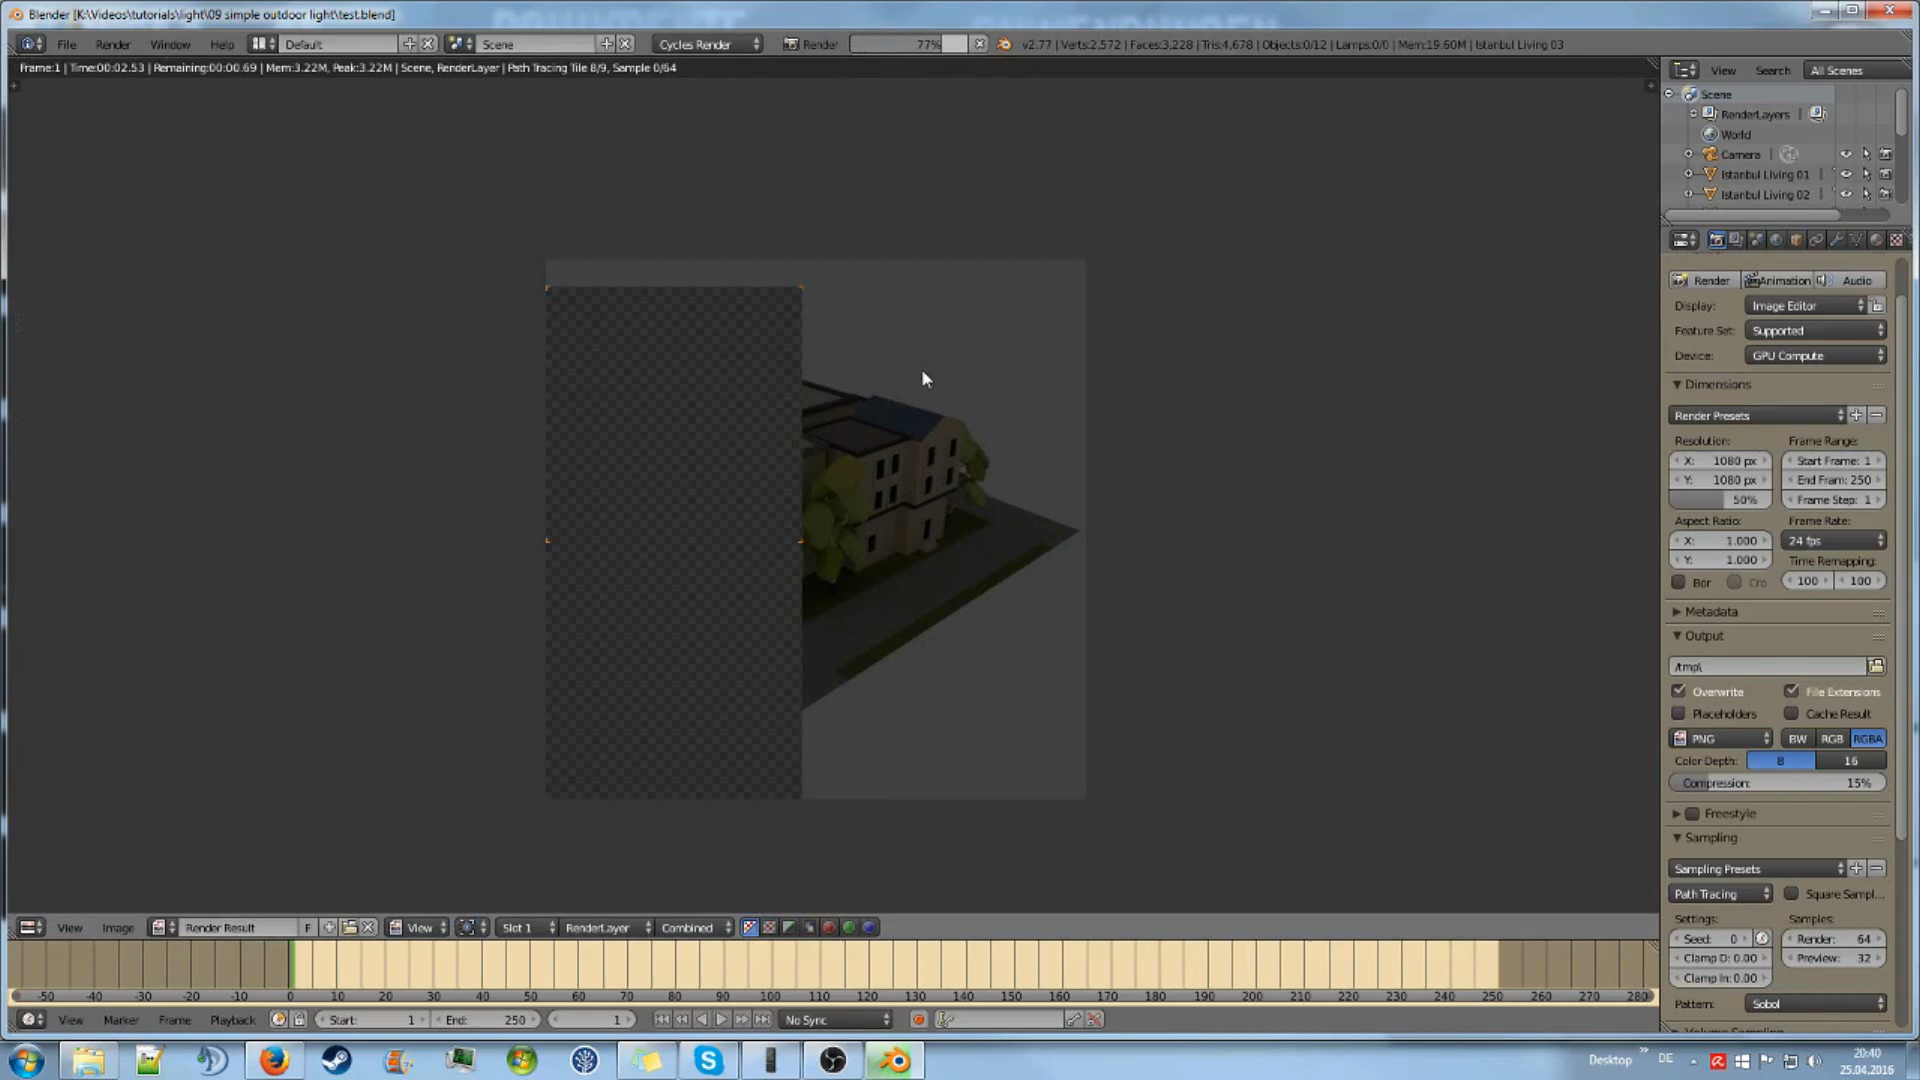 Blender [K:\Videos\tutorials\light\09 simple outdoor light\test.blend]
File Render Window Help Default Scene Cycles Render Render 77% v2.77 | Verts:2,572 | Faces:3,228 | Tris:4,678 | Objects:0/12 | Lamps:0/0 | Mem:19.60M | Istanbul Living 03
Frame:1 | Time:00:02.53 | Remaining:00:00.69 | Mem:3.22M, Peak:3.22M | Scene, RenderLayer | Path Tracing Tile 8/9, Sample 0/64
View Search All Scenes
Scene
RenderLayers |
World
Camera |
Istanbul Living 01 |
Istanbul Living 02 |
Render Animation Audio
Display: Image Editor
Feature Set: Supported
Device: GPU Compute
Dimensions
Render Presets
Resolution: Frame Range:
X: 1080 px Start Frame: 1
Y: 1080 px End Fram: 250
50% Frame Step: 1
Aspect Ratio: Frame Rate:
X: 1.000 24 fps
Y: 1.000 Time Remapping:
Bor Cro 100 100
Metadata
Output
/tmp\
Overwrite File Extensions
Placeholders Cache Result
PNG BW RGB RGBA
Color Depth: 8 16
Compression: 15%
Freestyle
Sampling
Sampling Presets
Path Tracing Square Sampl...
Settings: Samples:
Seed: 0 Render: 64
Clamp D: 0.00 Preview: 32
Clamp In: 0.00
Pattern: Sobol
View Image Render Result F View Slot 1 RenderLayer Combined
-50 -40 -30 -20 -10 0 10 20 30 40 50 60 70 80 90 100 110 120 130 140 150 160 170 180 190 200 210 220 230 240 250 260 270 280
View Marker Frame Playback Start: 1 End: 250 1 No Sync
Desktop » DE 20:40
25.04.2016